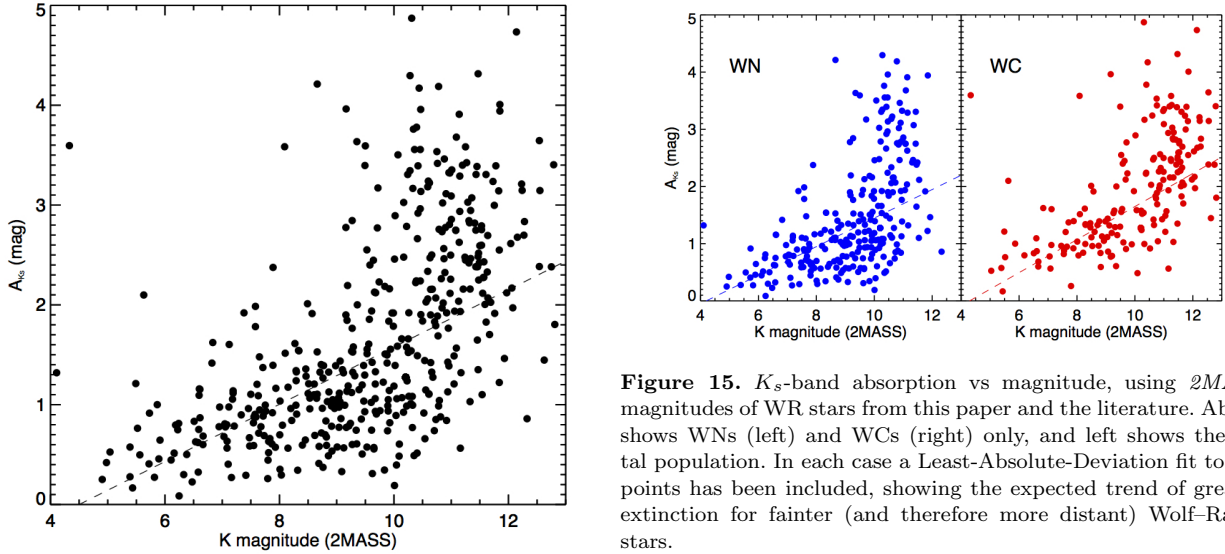 5
4
3
2
1
0
A_Ks (mag)
4 6 8 10 12
K magnitude (2MASS)
5
4
3
2
1
0
A_Ks (mag)
WN
WC
4 6 8 10 12 4 6 8 10 12
K magnitude (2MASS) K magnitude (2MASS)
Figure 15. K_s-band absorption vs magnitude, using
magnitudes of WR stars from this paper and the literature.
shows WNs (left) and WCs (right) only, and left shows
population. In each case a Least-Absolute-Deviation fit to
points has been included, showing the expected trend of
extinction for fainter (and therefore more distant)
stars.